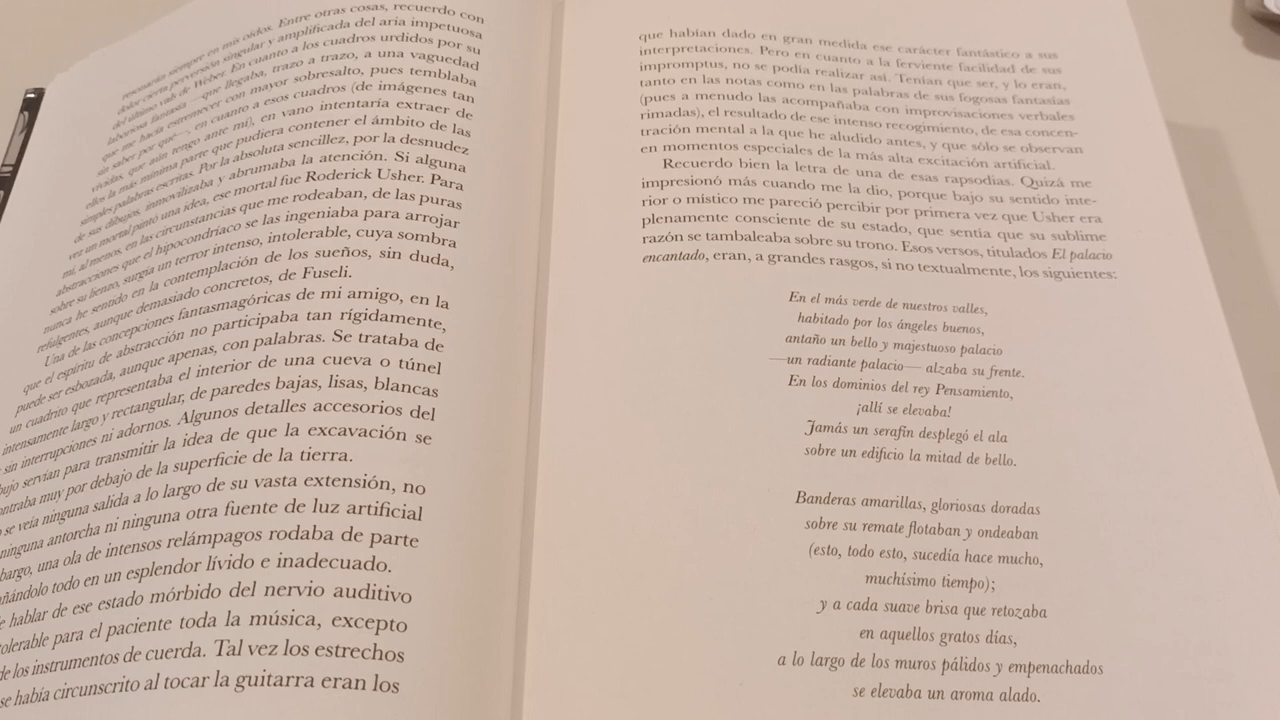 resonarán siempre en mis oídos. Entre otras cosas, recuerdo con
dolor cierta perversión singular y amplificada del aria impetuosa
del último vals de Weber. En cuanto a los cuadros urdidos por su
laboriosa fantasía —que llegaba, trazo a trazo, a una vaguedad
que me hacía estremecer con mayor sobresalto, pues temblaba
sin saber por qué—, en cuanto a esos cuadros (de imágenes tan
vívidas, que aún tengo ante mí), en vano intentaría extraer de
ellos la más mínima parte que pudiera contener el ámbito de las
simples palabras escritas. Por la absoluta sencillez, por la desnudez
de sus dibujos, inmovilizaba y abrumaba la atención. Si alguna
vez un mortal pintó una idea, ese mortal fue Roderick Usher. Para
mí, al menos, en las circunstancias que me rodeaban, de las puras
abstracciones que el hipocondríaco se las ingeniaba para arrojar
sobre su lienzo, surgía un terror intenso, intolerable, cuya sombra
nunca he sentido en la contemplación de los sueños, sin duda,
refulgentes, aunque demasiado concretos, de Fuseli.
Una de las concepciones fantasmagóricas de mi amigo, en la
que el espíritu de abstracción no participaba tan rígidamente,
puede ser esbozada, aunque apenas, con palabras. Se trataba de
un cuadrito que representaba el interior de una cueva o túnel
intensamente largo y rectangular, de paredes bajas, lisas, blancas
sin interrupciones ni adornos. Algunos detalles accesorios del
bujo servían para transmitir la idea de que la excavación se
ontraba muy por debajo de la superficie de la tierra.
o se veía ninguna salida a lo largo de su vasta extensión, no
ninguna antorcha ni ninguna otra fuente de luz artificial
bargo, una ola de intensos relámpagos rodaba de parte
ñándolo todo en un esplendor lívido e inadecuado.
e hablar de ese estado mórbido del nervio auditivo
tolerable para el paciente toda la música, excepto
de los instrumentos de cuerda. Tal vez los estrechos
se había circunscrito al tocar la guitarra eran los
que habían dado en gran medida ese carácter fantástico a sus
interpretaciones. Pero en cuanto a la ferviente facilidad de sus
impromptus, no se podía realizar así. Tenían que ser, y lo eran,
tanto en las notas como en las palabras de sus fogosas fantasías
(pues a menudo las acompañaba con improvisaciones verbales
rimadas), el resultado de ese intenso recogimiento, de esa concen-
tración mental a la que he aludido antes, y que sólo se observan
en momentos especiales de la más alta excitación artificial.
Recuerdo bien la letra de una de esas rapsodias. Quizá me
impresionó más cuando me la dio, porque bajo su sentido inte-
rior o místico me pareció percibir por primera vez que Usher era
plenamente consciente de su estado, que sentía que su sublime
razón se tambaleaba sobre su trono. Esos versos, titulados El palacio
encantado, eran, a grandes rasgos, si no textualmente, los siguientes:
En el más verde de nuestros valles,
habitado por los ángeles buenos,
antaño un bello y majestuoso palacio
—un radiante palacio— alzaba su frente.
En los dominios del rey Pensamiento,
¡allí se elevaba!
Jamás un serafín desplegó el ala
sobre un edificio la mitad de bello.
Banderas amarillas, gloriosas doradas
sobre su remate flotaban y ondeaban
(esto, todo esto, sucedía hace mucho,
muchísimo tiempo);
y a cada suave brisa que retozaba
en aquellos gratos días,
a lo largo de los muros pálidos y empenachados
se elevaba un aroma alado.